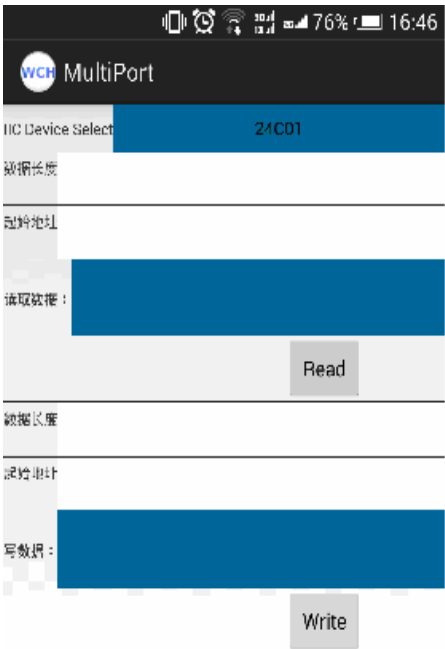 76% 16:46
WCH MultiPort
IIC Device Select 24C01
数据长度
起始地址
读取数据：
Read
数据长度
起始地址
写数据：
Write